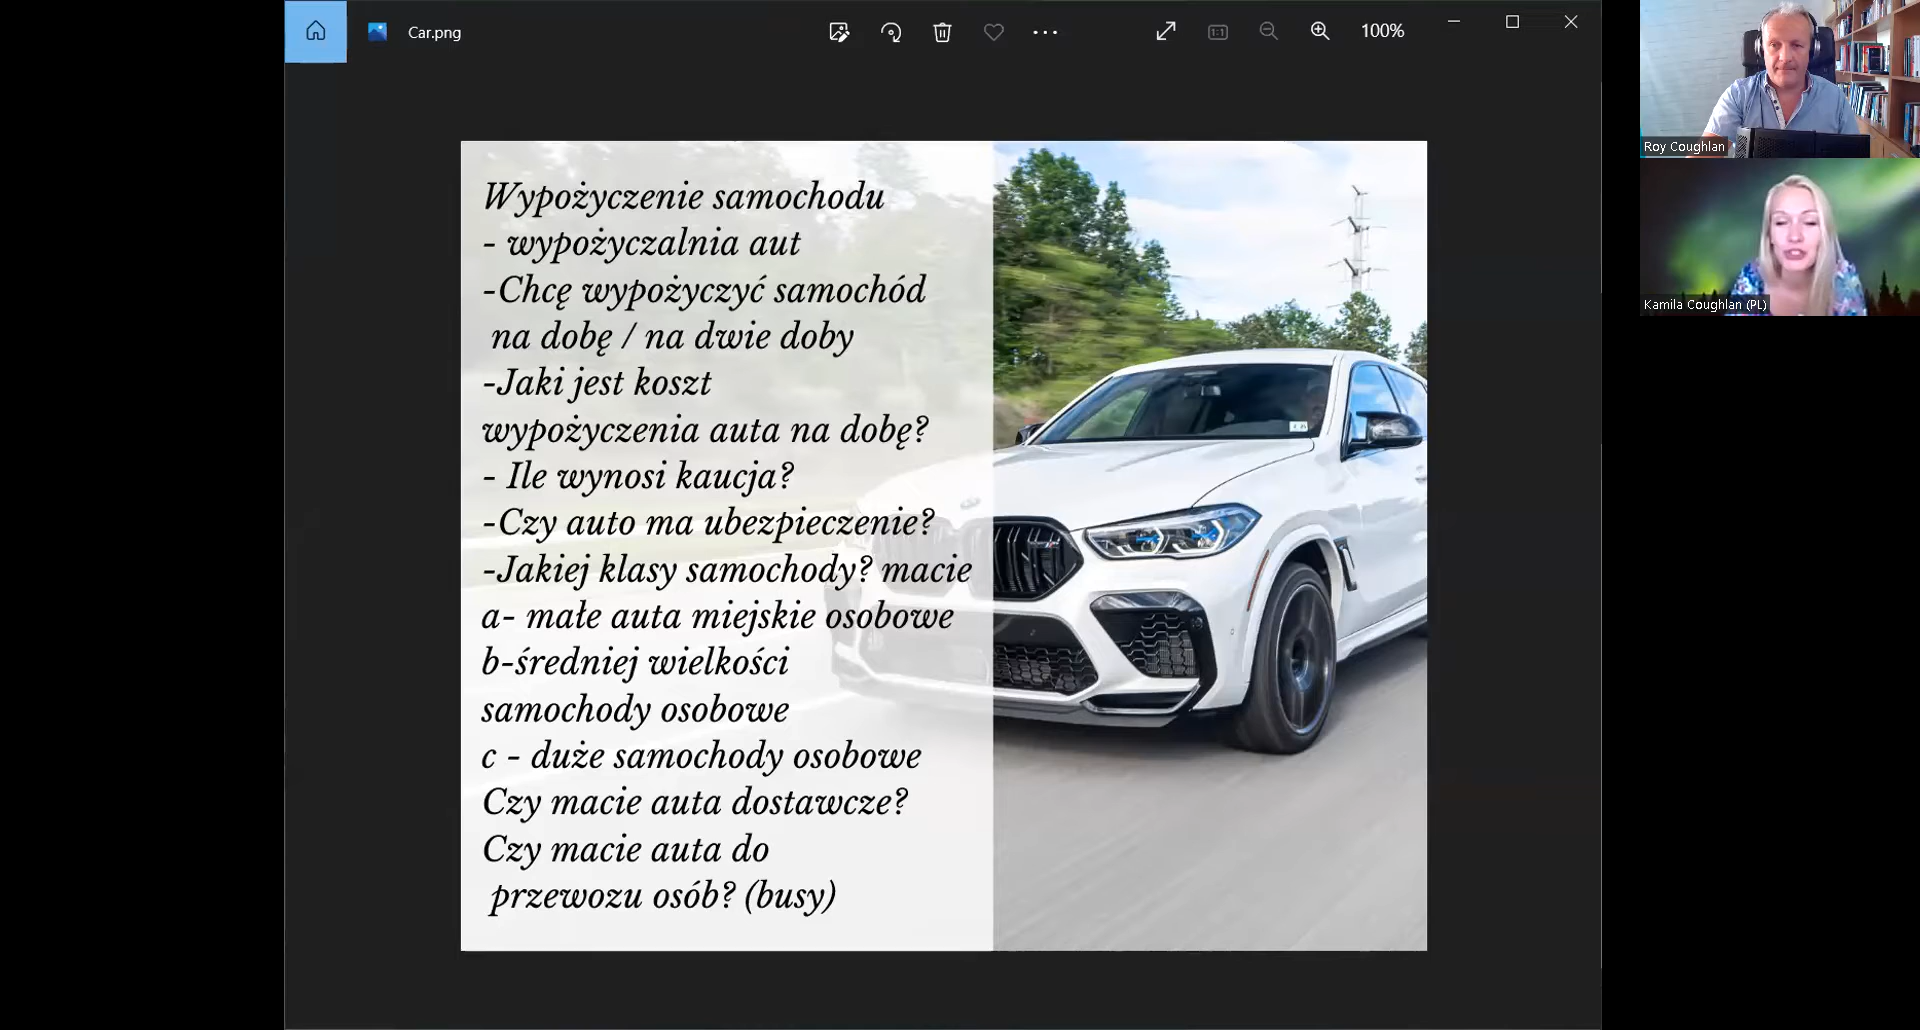 Car.png
100%
Wypożyczenie samochodu
- wypożyczalnia aut
-Chcę wypożyczyć samochód
na dobę / na dwie doby
-Jaki jest koszt
wypożyczenia auta na dobę?
- Ile wynosi kaucja?
-Czy auto ma ubezpieczenie?
-Jakiej klasy samochody? macie
a- małe auta miejskie osobowe
b-średniej wielkości
samochody osobowe
c - duże samochody osobowe
Czy macie auta dostawcze?
Czy macie auta do
przewozu osób? (busy)
Roy Coughlan
Kamila Coughlan (PL)